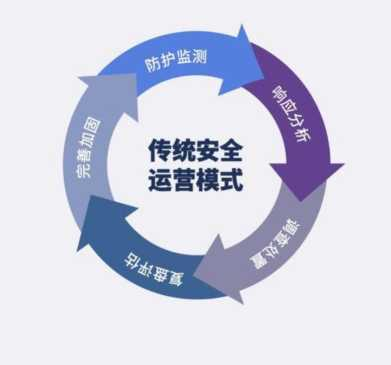 防护监测
响应分析
调查处置
复盘评估
完善加固
传统安全
运营模式